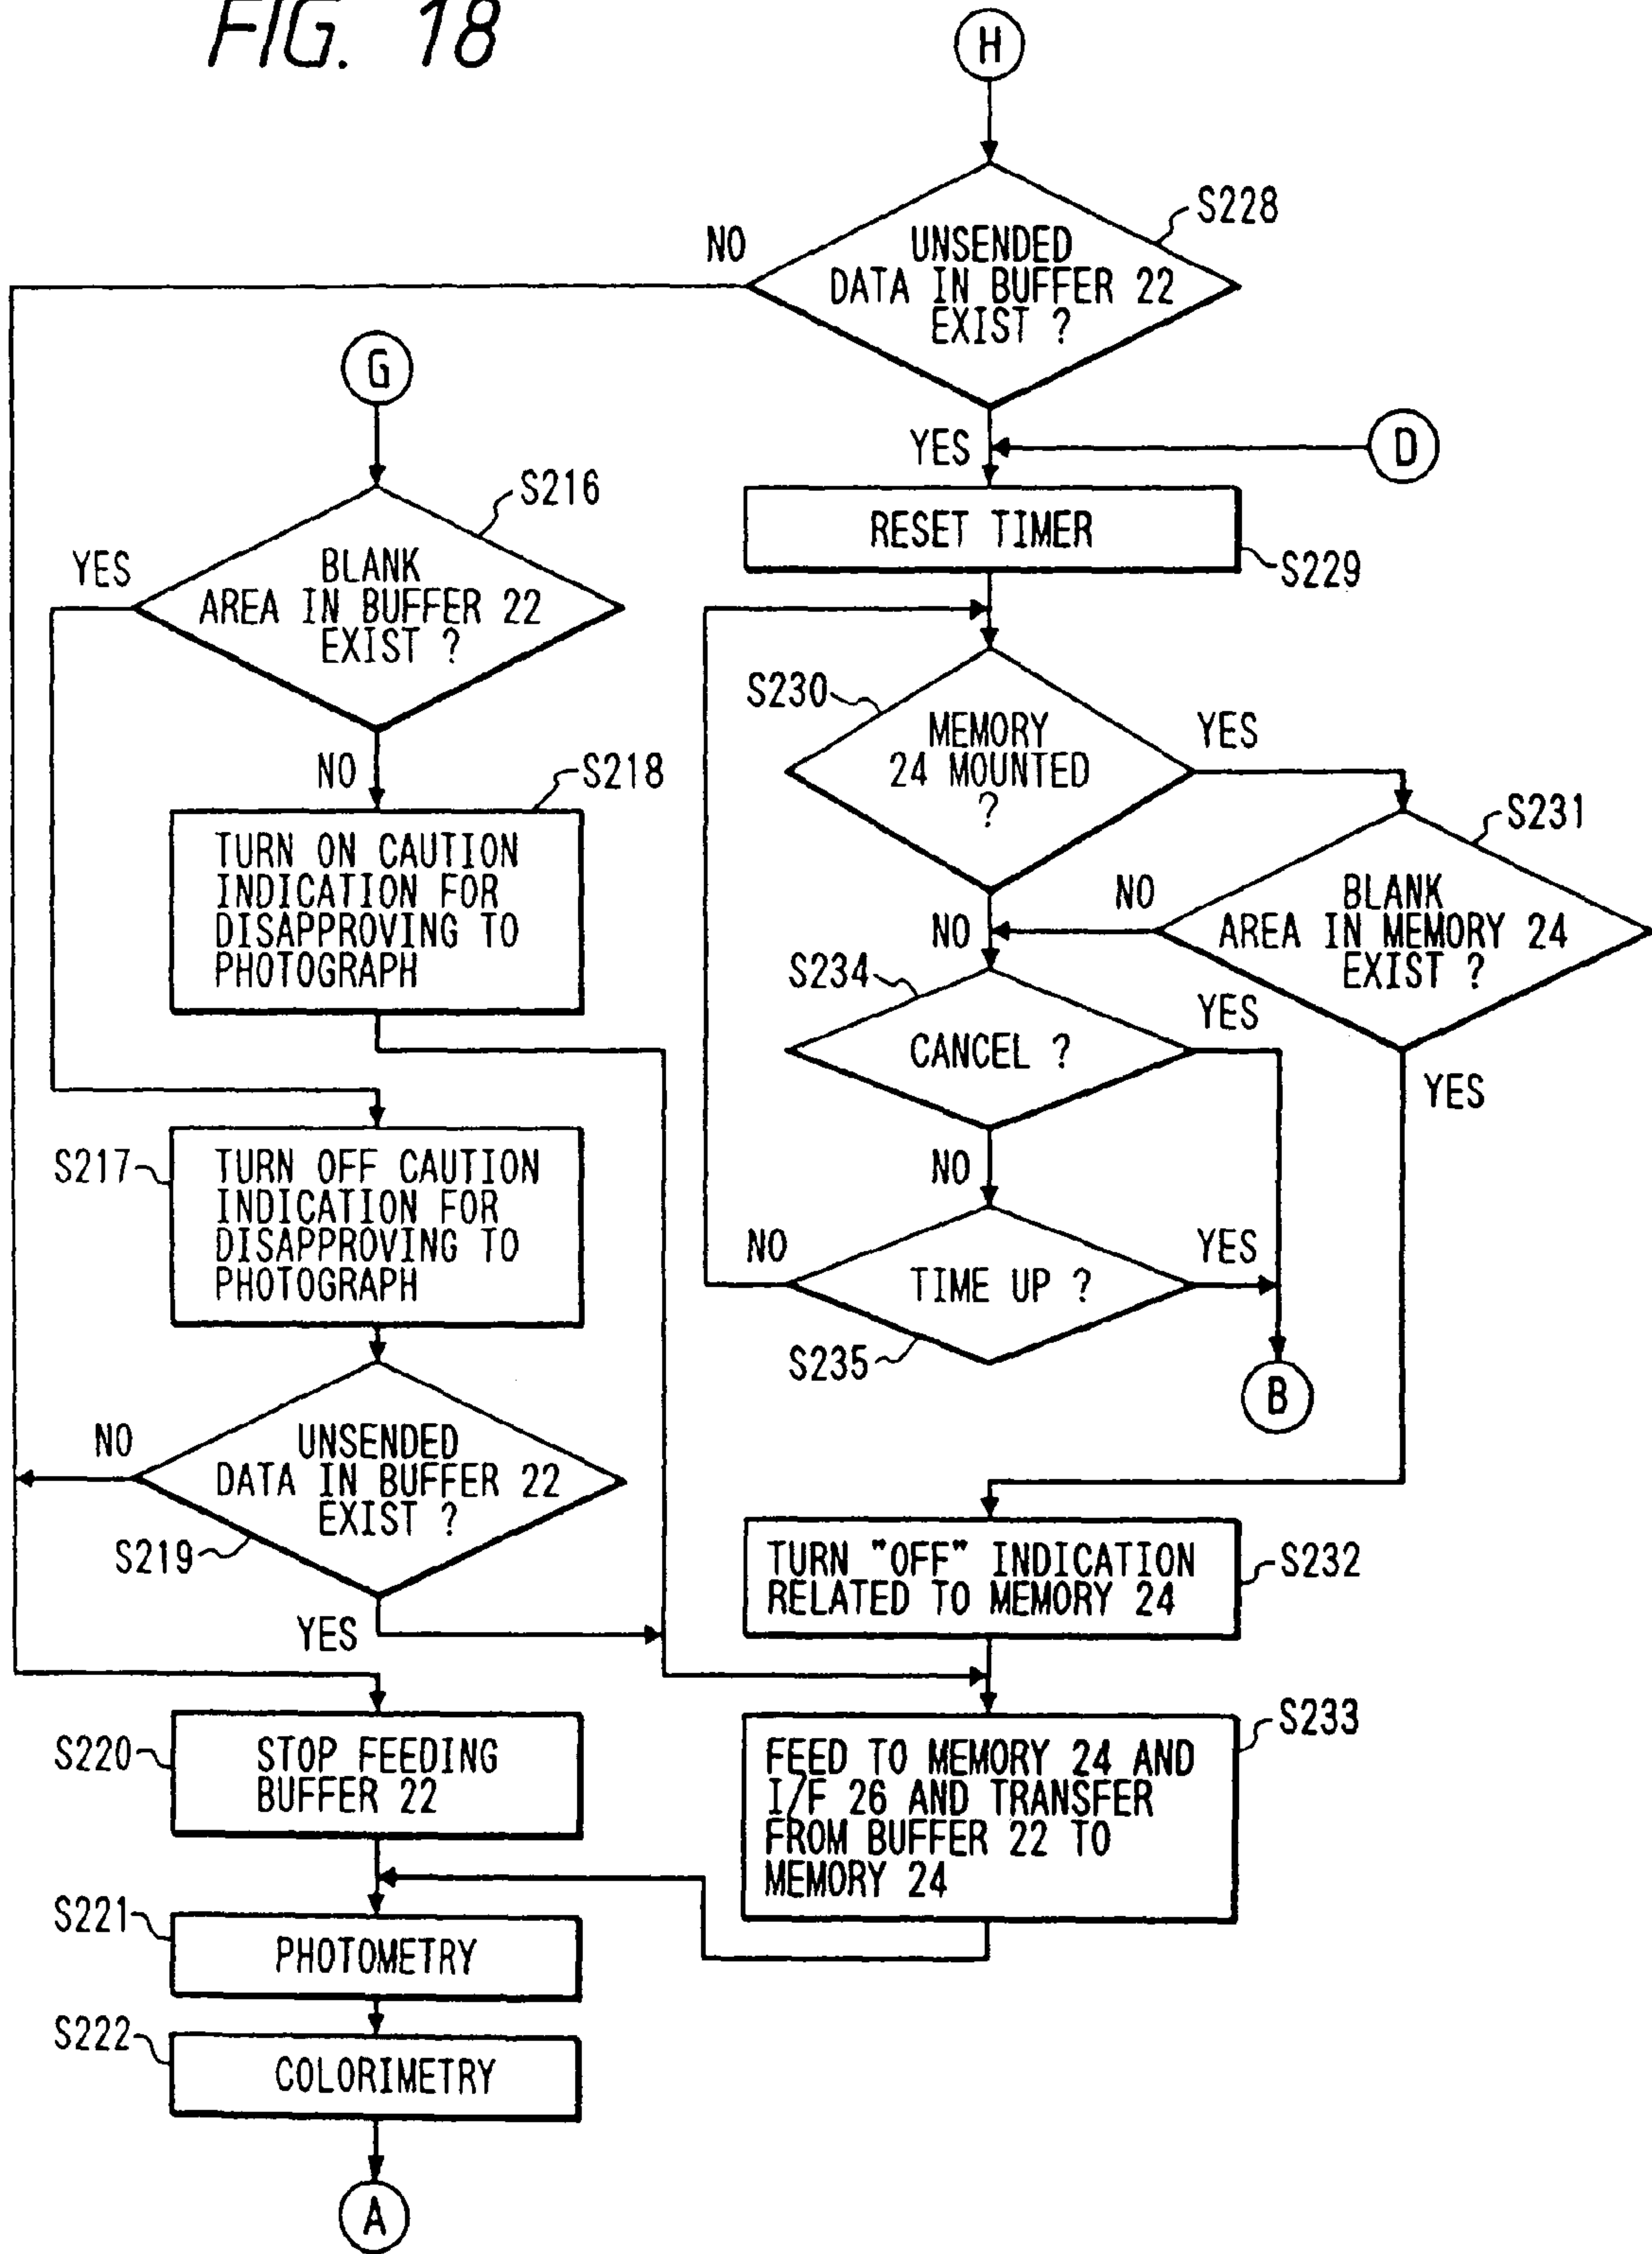 FIG. 18
H
S228
NO
UNSENDED
DATA IN BUFFER 22
EXIST ?
G
YES
D
S216
RESET TIMER
S229
YES
BLANK
AREA IN BUFFER 22
EXIST ?
S230
MEMORY
24 MOUNTED
?
YES
NO
S218
S231
TURN ON CAUTION
INDICATION FOR
DISAPPROVING TO
PHOTOGRAPH
NO
NO
BLANK
AREA IN MEMORY 24
EXIST ?
S234
YES
CANCEL ?
YES
S217
TURN OFF CAUTION
INDICATION FOR
DISAPPROVING TO
PHOTOGRAPH
NO
NO
YES
TIME UP ?
S235
B
NO
UNSENDED
DATA IN BUFFER 22
EXIST ?
S219
YES
TURN "OFF" INDICATION
RELATED TO MEMORY 24
S232
S220
STOP FEEDING
BUFFER 22
S233
FEED TO MEMORY 24 AND
I/F 26 AND TRANSFER
FROM BUFFER 22 TO
MEMORY 24
S221
PHOTOMETRY
S222
COLORIMETRY
A